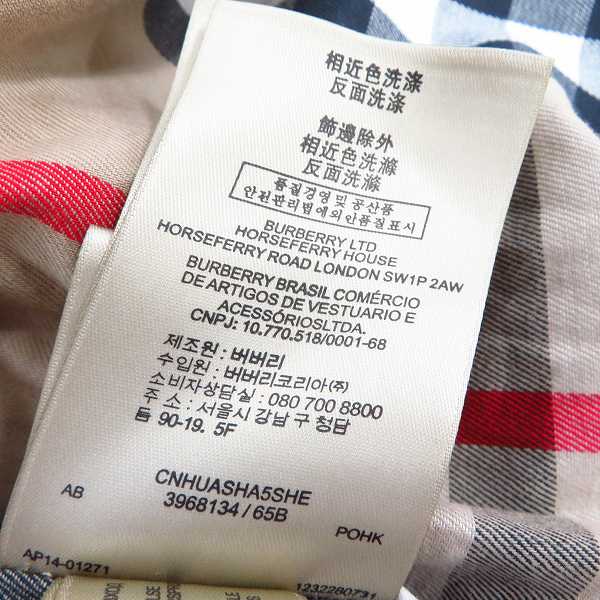 相近色洗涤
反面洗涤
飾邊除外
相近色洗滌
反面洗滌
품질경영 및 공산품
안전관리법에의한품질표시
BURBERRY LTD
HORSEFERRY HOUSE
HORSEFERRY ROAD LONDON SW1P 2AW
BURBERRY BRASIL COMÉRCIO
DE ARTIGOS DE VESTUARIO E
ACESSÓRIOSLTDA.
CNPJ: 10.770.518/0001-68
제조원 : 버버리
수입원 : 버버리코리아(주)
소비자상담실 : 080 700 8800
주소 : 서울시 강남구 청담
동 90-19. 5F
CNHUASHA5SHE
AB 3968134 / 65B POHK
AP14-01271 1232280731